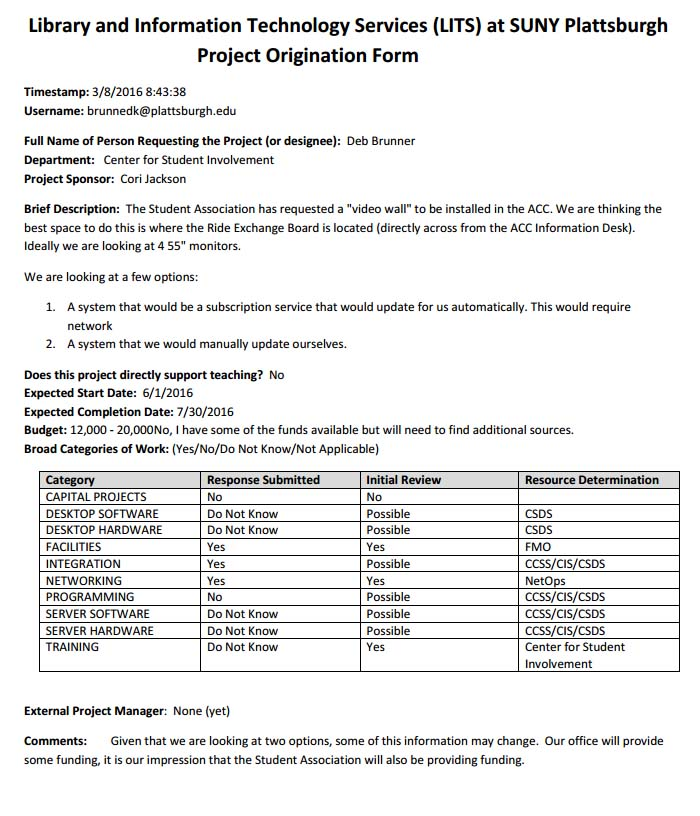 Library and Information Technology Services (LITS) at SUNY Plattsburgh
Project Origination Form
Timestamp: 3/8/2016 8:43:38
Username: brunnedk@plattsburgh.edu
Full Name of Person Requesting the Project (or designee): Deb Brunner
Department: Center for Student Involvement
Project Sponsor: Cori Jackson
Brief Description: The Student Association has requested a "video wall" to be installed in the ACC. We are thinking the
best space to do this is where the Ride Exchange Board is located (directly across from the ACC Information Desk).
Ideally we are looking at 4 55" monitors.
We are looking at a few options:
1. A system that would be a subscription service that would update for us automatically. This would require
network
2. A system that we would manually update ourselves.
Does this project directly support teaching? No
Expected Start Date: 6/1/2016
Expected Completion Date: 7/30/2016
Budget: 12,000 - 20,000No, I have some of the funds available but will need to find additional sources.
Broad Categories of Work: (Yes/No/Do Not Know/Not Applicable)
Category Response Submitted Initial Review Resource Determination
CAPITAL PROJECTS No No
DESKTOP SOFTWARE Do Not Know Possible CSDS
DESKTOP HARDWARE Do Not Know Possible CSDS
FACILITIES Yes Yes FMO
INTEGRATION Yes Possible CCSS/CIS/CSDS
NETWORKING Yes Yes NetOps
PROGRAMMING No Possible CCSS/CIS/CSDS
SERVER SOFTWARE Do Not Know Possible CCSS/CIS/CSDS
SERVER HARDWARE Do Not Know Possible CCSS/CIS/CSDS
TRAINING Do Not Know Yes Center for Student
Involvement
External Project Manager: None (yet)
Comments: Given that we are looking at two options, some of this information may change. Our office will provide
some funding, it is our impression that the Student Association will also be providing funding.